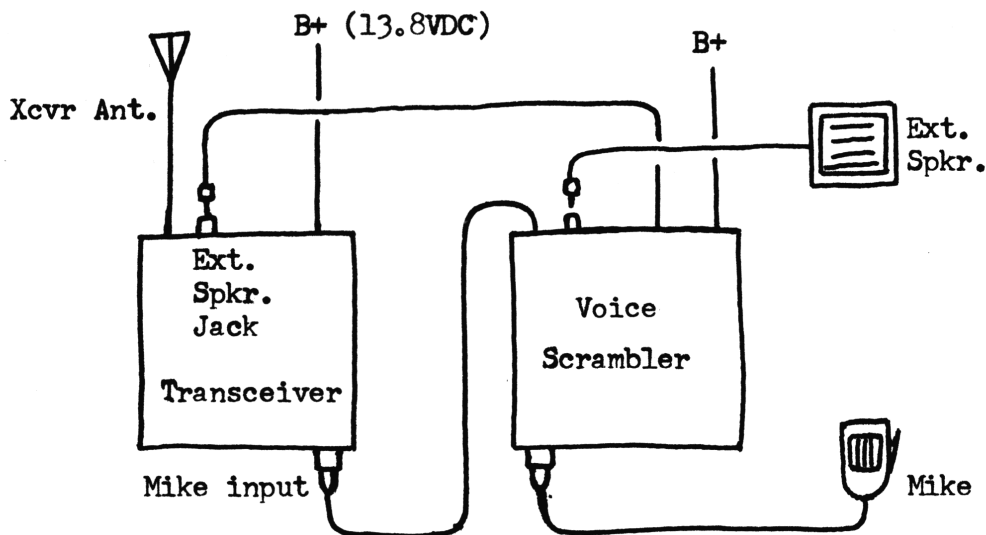 B+ (13.8VDC)
B+
Xcvr Ant.
Ext.
Spkr.
Ext.
Spkr.
Jack
Transceiver
Voice
Scrambler
Mike input
Mike